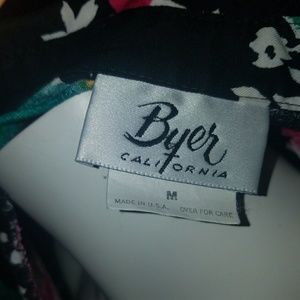 Byer
CALIFORNIA
M
MADE IN U.S.A. OVER FOR CARE